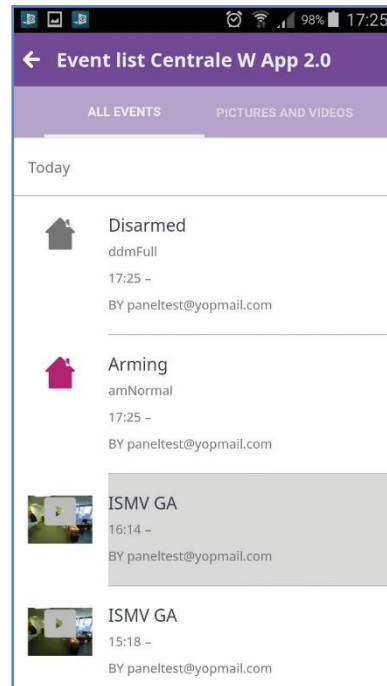 98% 17:25
Event list Centrale W App 2.0
ALL EVENTS PICTURES AND VIDEOS
Today
Disarmed
ddmFull
17:25 –
BY paneltest@yopmail.com
Arming
amNormal
17:25 –
BY paneltest@yopmail.com
ISMV GA
16:14 –
BY paneltest@yopmail.com
ISMV GA
15:18 –
BY paneltest@yopmail.com